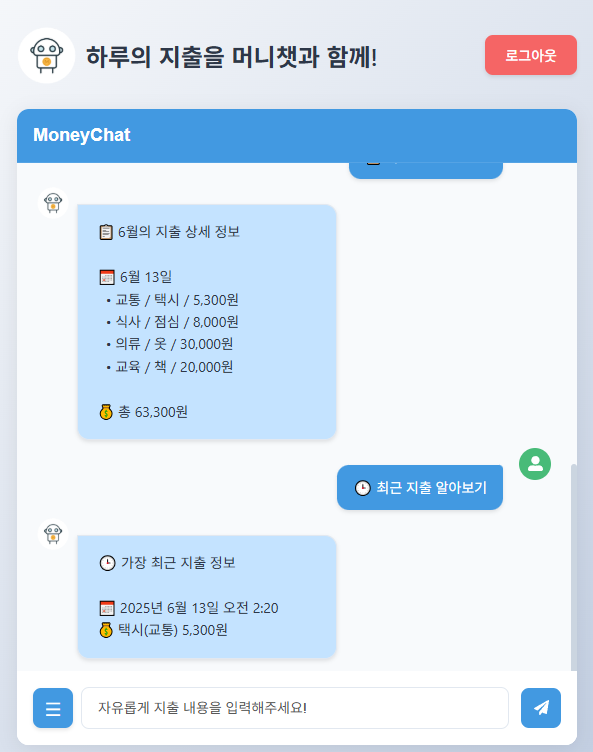 하루의 지출을 머니챗과 함께!
로그아웃
MoneyChat
6월의 지출 상세 정보
6월 13일
• 교통 / 택시 / 5,300원
• 식사 / 점심 / 8,000원
• 의류 / 옷 / 30,000원
• 교육 / 책 / 20,000원
총 63,300원
최근 지출 알아보기
가장 최근 지출 정보
2025년 6월 13일 오전 2:20
택시(교통) 5,300원
자유롭게 지출 내용을 입력해주세요!